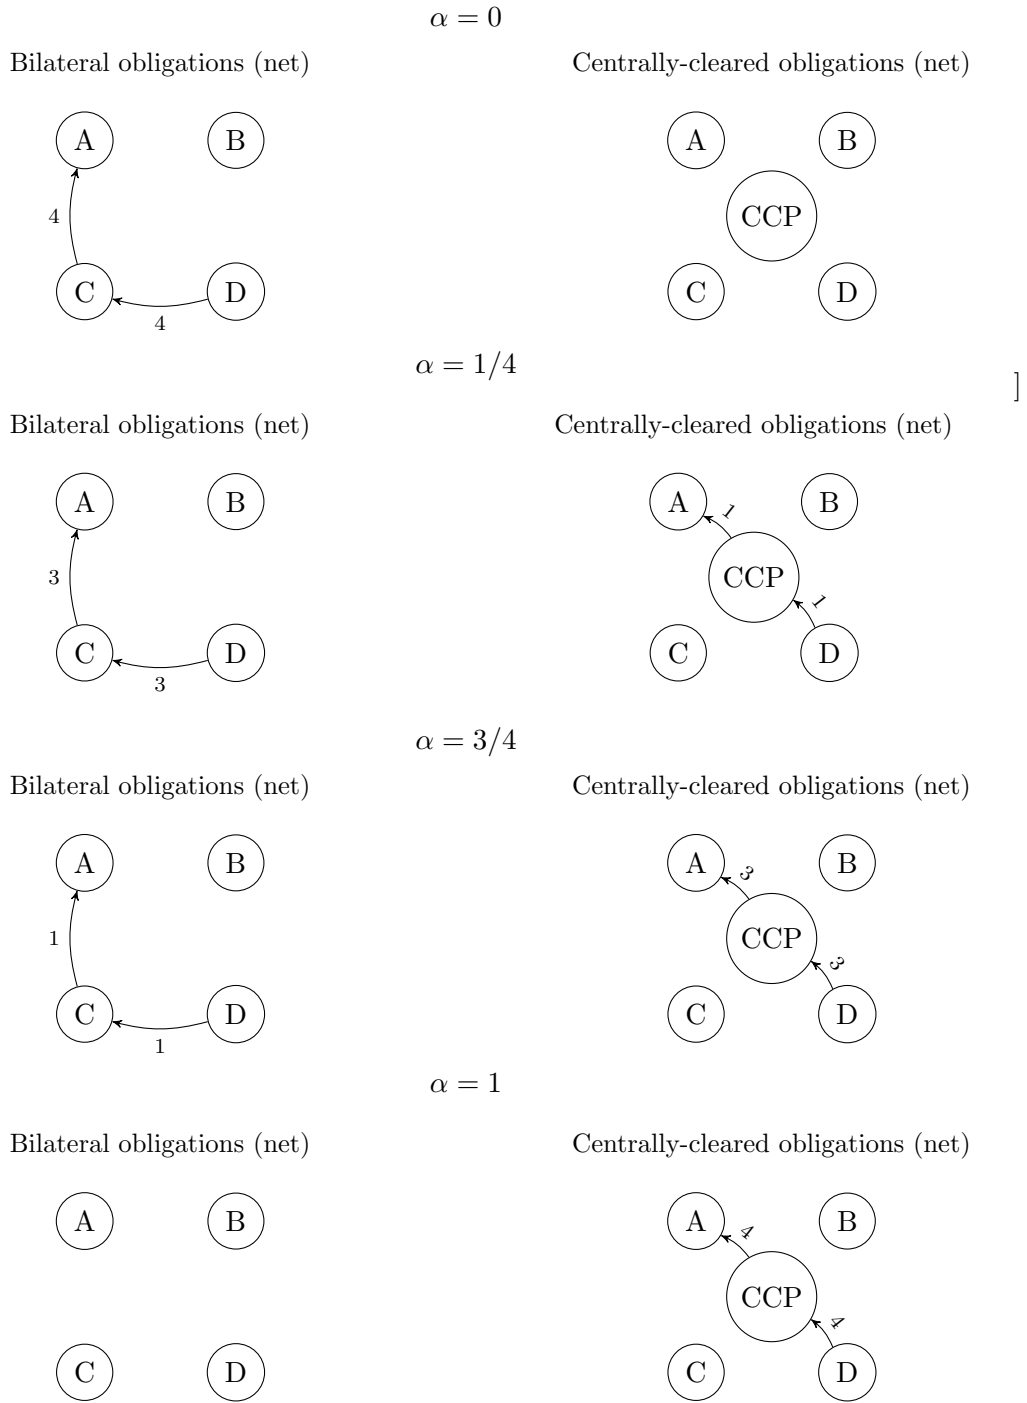 α = 0
Bilateral obligations (net)
Centrally-cleared obligations (net)
A
B
4
C
D
4
A
B
CCP
C
D
α = 1/4
]
Bilateral obligations (net)
Centrally-cleared obligations (net)
A
B
3
C
D
3
A
1
B
CCP
1
C
D
α = 3/4
Bilateral obligations (net)
Centrally-cleared obligations (net)
A
B
1
C
D
1
A
3
B
CCP
3
C
D
α = 1
Bilateral obligations (net)
Centrally-cleared obligations (net)
A
B
C
D
A
4
B
CCP
4
C
D